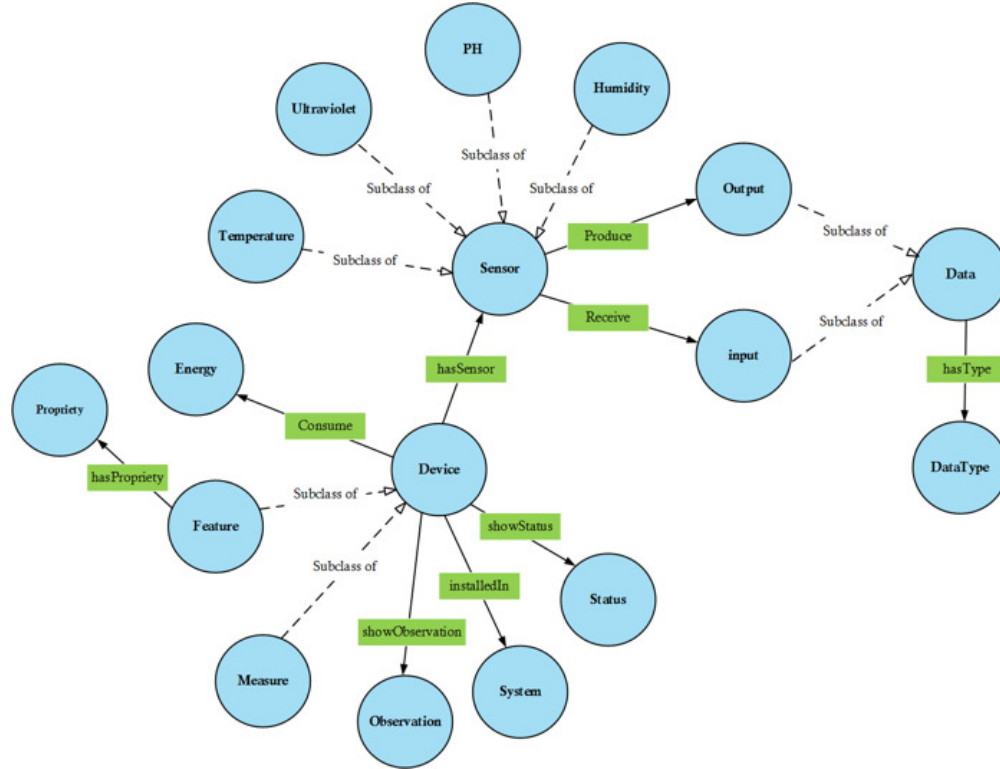 PH
Humidity
Ultraviolet
Subclass of
Subclass of
Subclass of
Output
Temperature
Produce
Subclass of
Subclass of
Sensor
Data
Receive
Subclass of
input
hasSensor
hasType
Energy
Propriety
Consume
Device
DataType
hasPropriety
Subclass of
Feature
showStatus
Subclass of
installedIn
Status
showObservation
Measure
System
Observation